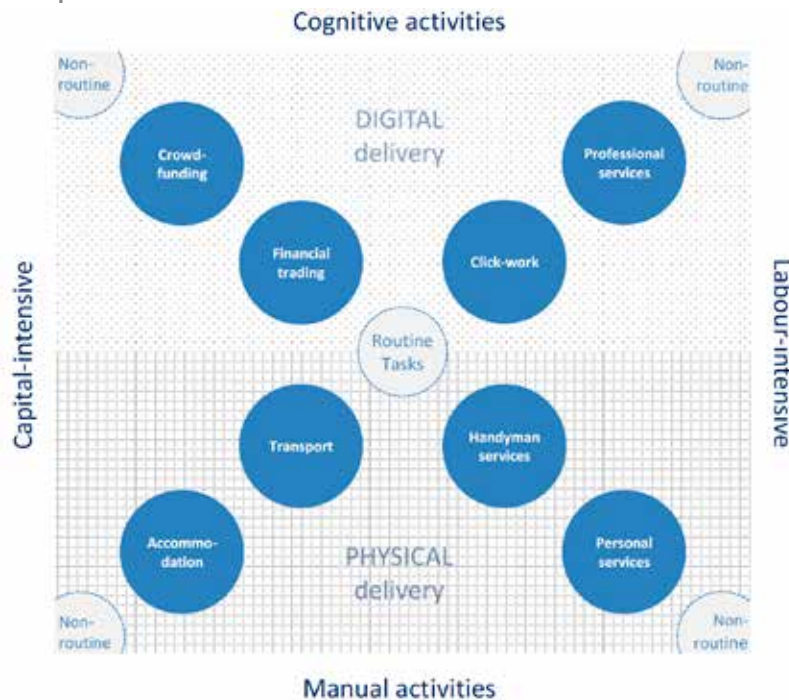 Cognitive activities
Non-
routine
Non-
routine
DIGITAL
delivery
Crowd-
funding
Professional
services
Financial
trading
Click-work
Capital-intensive
Labour-intensive
Routine
Tasks
Transport
Handyman
services
Accommo-
dation
PHYSICAL
delivery
Personal
services
Non-
routine
Non-
routine
Manual activities